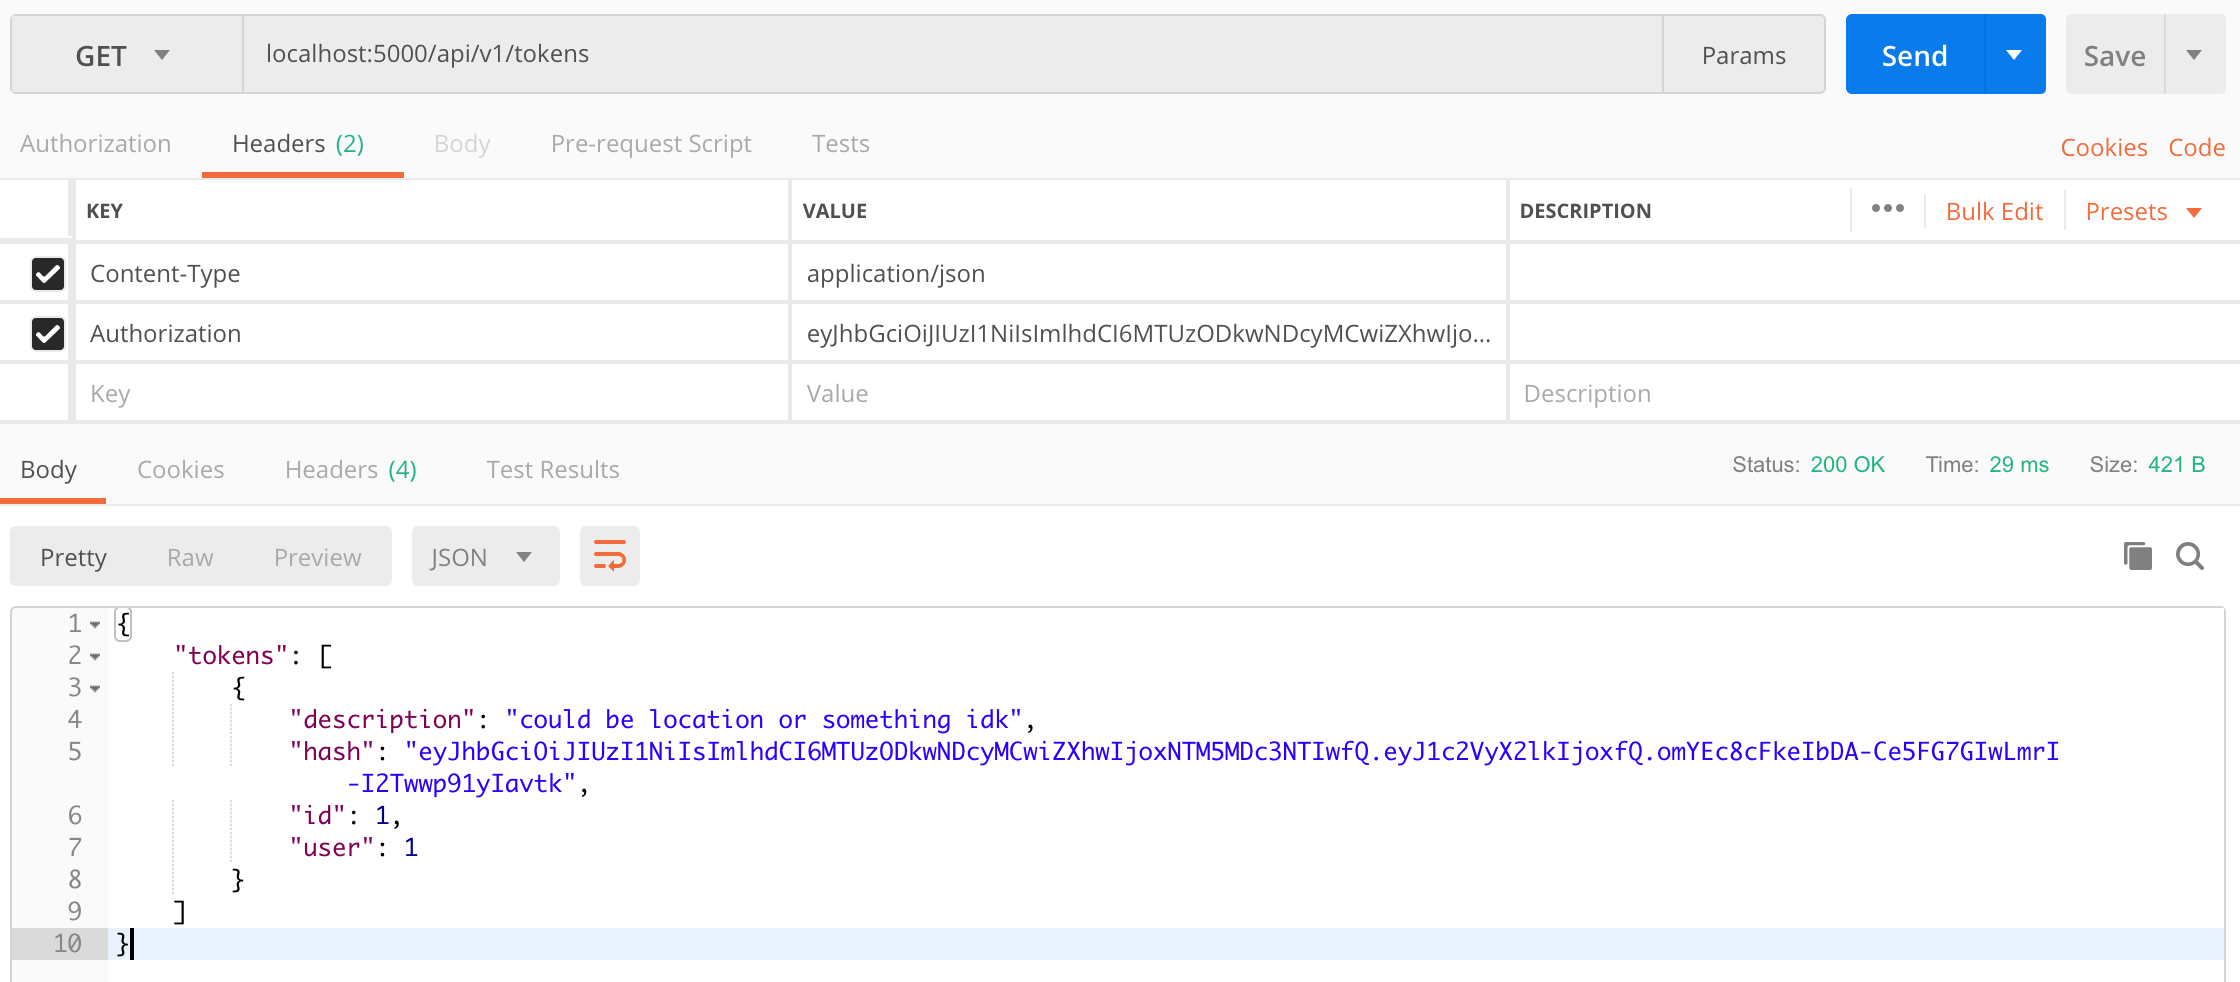 GET localhost:5000/api/v1/tokens Params Send Save
Authorization Headers (2) Body Pre-request Script Tests Cookies Code
KEY VALUE DESCRIPTION ••• Bulk Edit Presets
Content-Type application/json
Authorization eyJhbGciOiJIUzI1NiIsImlhdCI6MTUzODkwNDcyMCwiZXhwIjo...
Key Value Description
Body Cookies Headers (4) Test Results Status: 200 OK Time: 29 ms Size: 421 B
Pretty Raw Preview JSON
1 {
2 "tokens": [
3 {
4 "description": "could be location or something idk",
5 "hash": "eyJhbGciOiJIUzI1NiIsImlhdCI6MTUzODkwNDcyMCwiZXhwIjoxNTM5MDc3NTIwfQ.eyJ1c2VyX2lkIjoxfQ.omYEc8cFkeIbDA-Ce5FG7GIwLmrI
-I2Twwp91yIavtk",
6 "id": 1,
7 "user": 1
8 }
9 ]
10 }